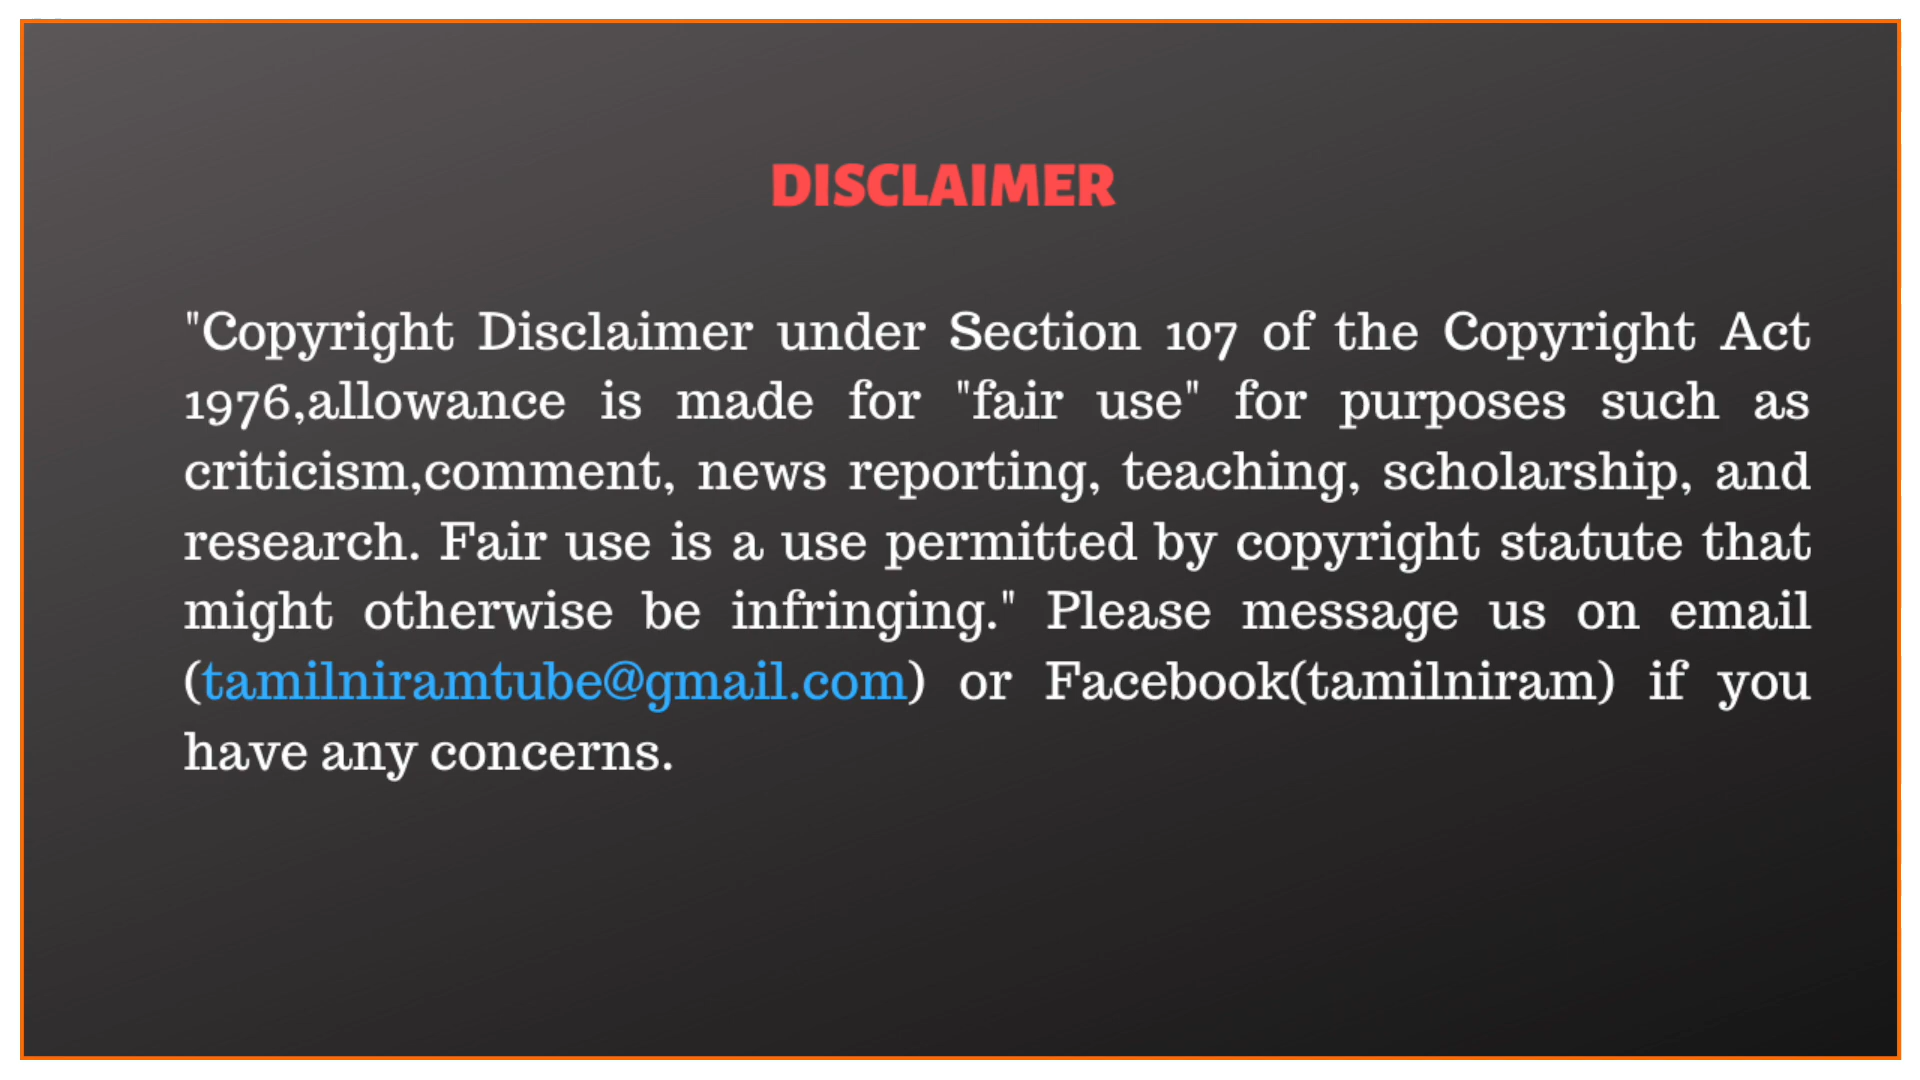 DISCLAIMER
"Copyright Disclaimer under Section 107 of the Copyright Act
1976,allowance is made for "fair use" for purposes such as
criticism,comment, news reporting, teaching, scholarship, and
research. Fair use is a use permitted by copyright statute that
might otherwise be infringing." Please message us on email
(tamilniramtube@gmail.com) or Facebook(tamilniram) if you
have any concerns.